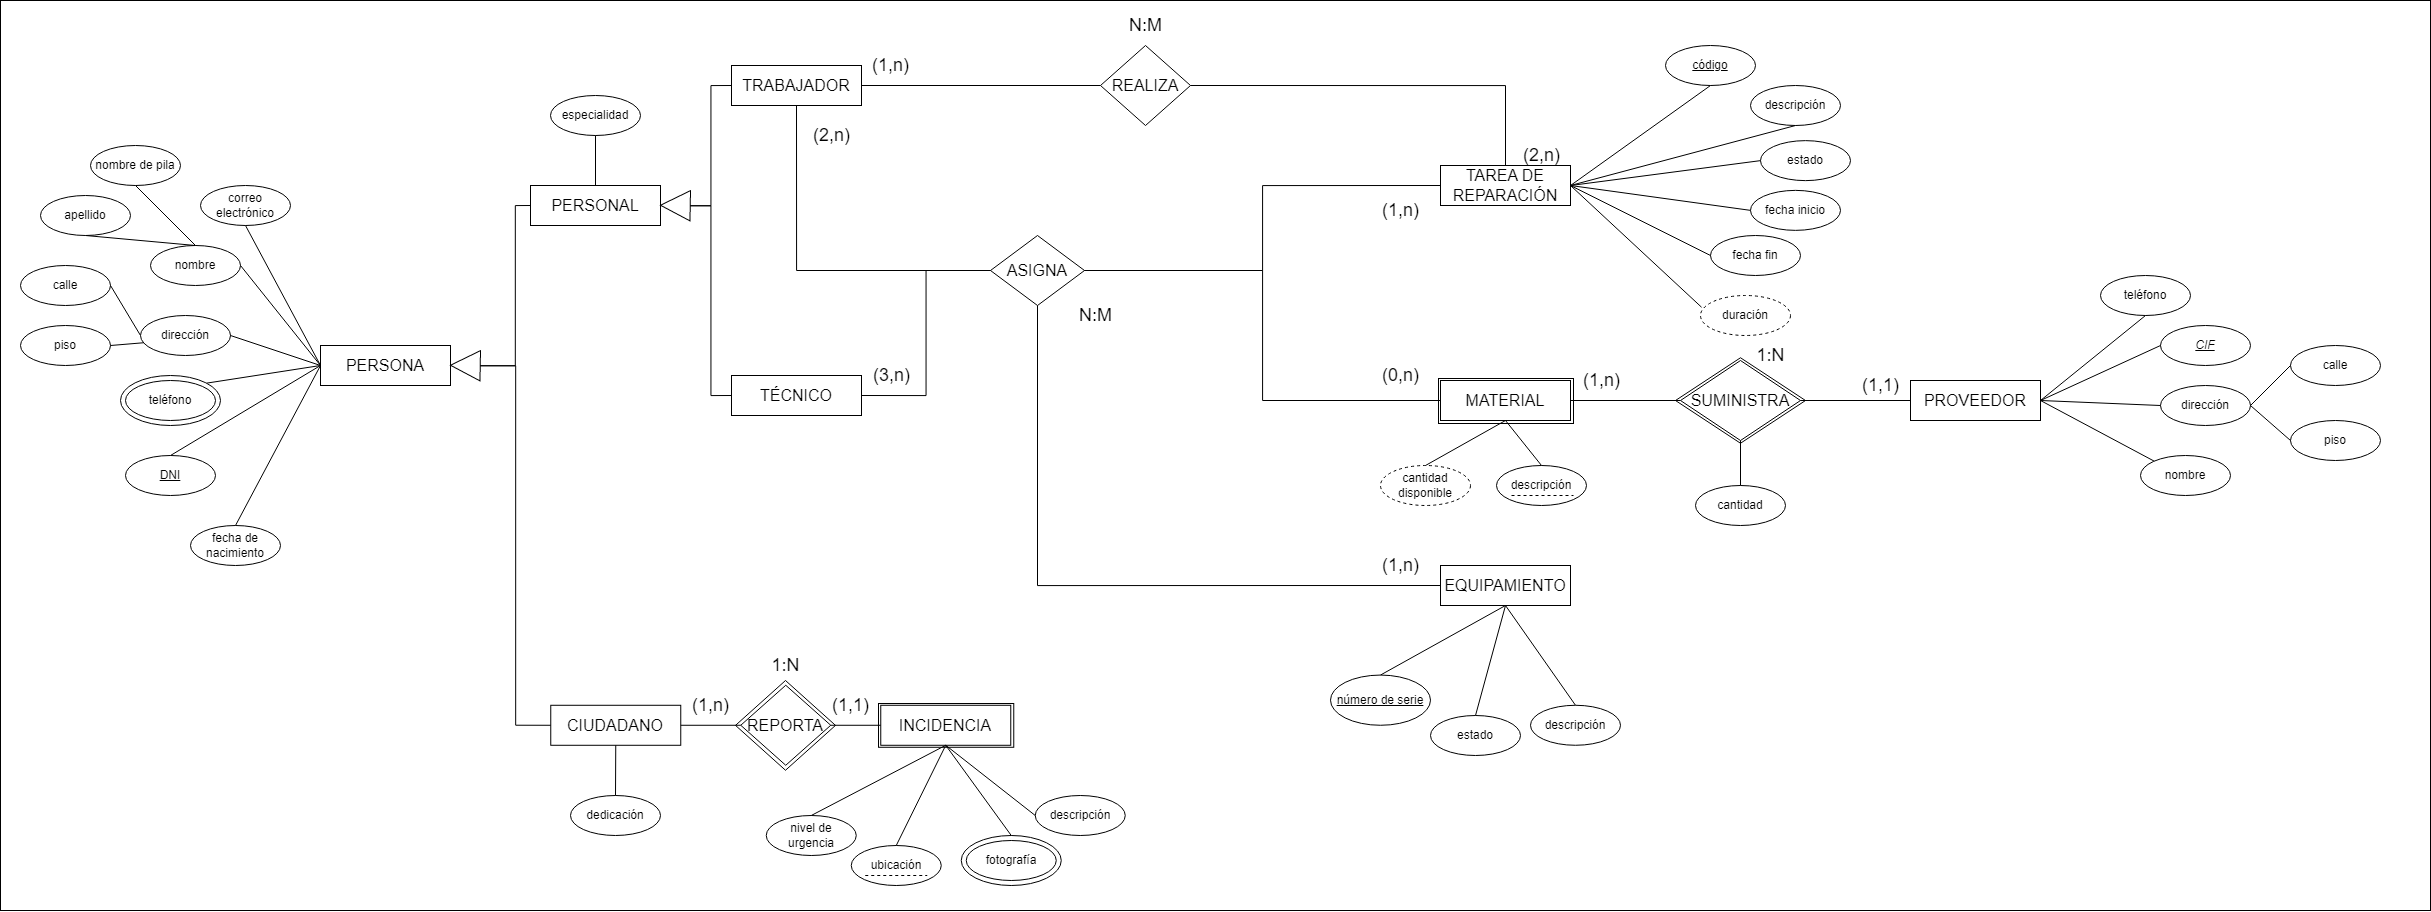 N:M
TRABAJADOR
(1,n)
REALIZA
código
descripción
especialidad
(2,n)
(2,n)
estado
nombre de pila
TAREA DE
REPARACIÓN
correo
electrónico
PERSONAL
apellido
(1,n)
fecha inicio
nombre
ASIGNA
fecha fin
calle
dirección
N:M
duración
teléfono
piso
PERSONA
1:N
CIF
calle
(3,n)
(0,n)
(1,n)
(1,1)
teléfono
TÉCNICO
MATERIAL
SUMINISTRA
PROVEEDOR
dirección
piso
DNI
cantidad
disponible
descripción
nombre
cantidad
fecha de
nacimiento
(1,n)
EQUIPAMIENTO
1:N
(1,n)
(1,1)
número de serie
CIUDADANO
REPORTA
INCIDENCIA
estado
descripción
dedicación
nivel de
urgencia
ubicación
fotografía
descripción